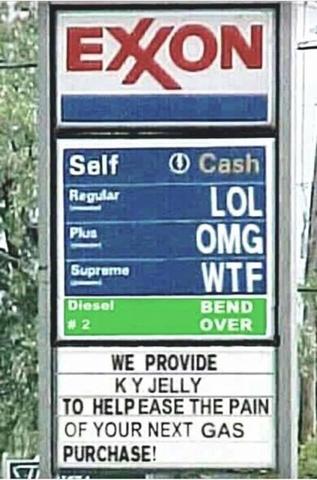 EXXON
Self Cash
Regular LOL
Plus OMG
Supreme WTF
Diesel BEND
# 2 OVER
WE PROVIDE
K Y JELLY
TO HELP EASE THE PAIN
OF YOUR NEXT GAS
PURCHASE!